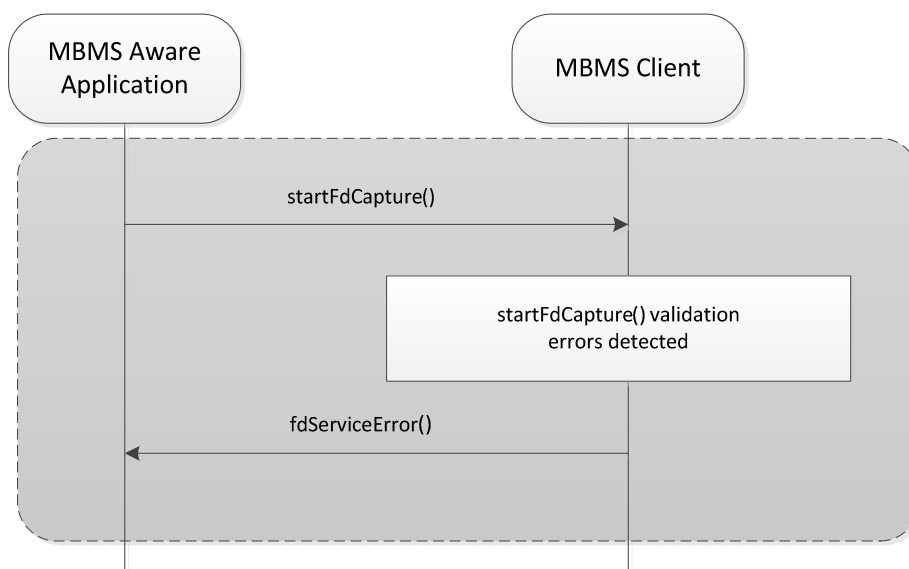 MBMS Aware
Application
MBMS Client
startFdCapture()
startFdCapture() validation
errors detected
fdServiceError()